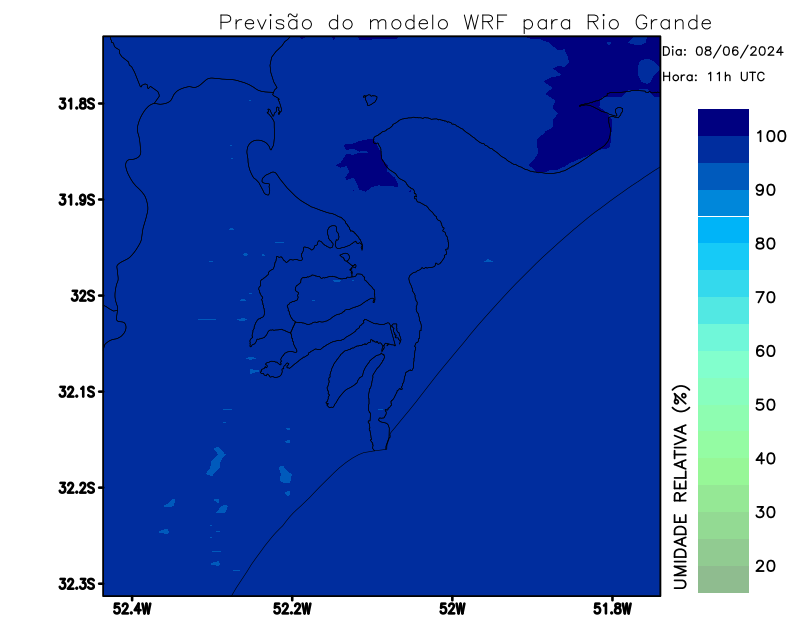 Previsão do modelo WRF para Rio Grande
Dia: 08/06/2024
Hora: 11h UTC
31.8S
31.9S
32S
32.1S
32.2S
32.3S
52.4W
52.2W
52W
51.8W
UMIDADE RELATIVA (%)
100
90
80
70
60
50
40
30
20